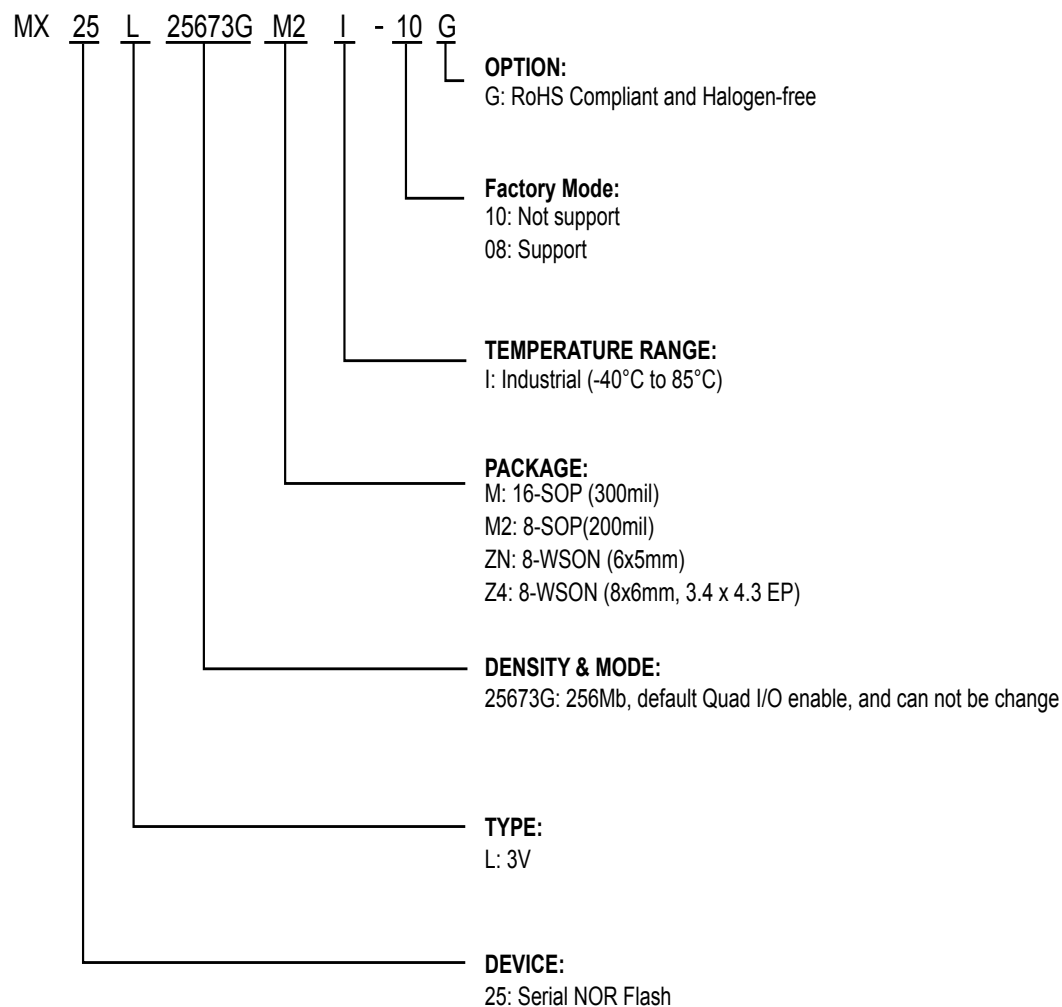 MX 25 L 25673G M2 I - 10 G
OPTION:
G: RoHS Compliant and Halogen-free
Factory Mode:
10: Not support
08: Support
TEMPERATURE RANGE:
I: Industrial (-40°C to 85°C)
PACKAGE:
M: 16-SOP (300mil)
M2: 8-SOP(200mil)
ZN: 8-WSON (6x5mm)
Z4: 8-WSON (8x6mm, 3.4 x 4.3 EP)
DENSITY & MODE:
25673G: 256Mb, default Quad I/O enable, and can not be change
TYPE:
L: 3V
DEVICE:
25: Serial NOR Flash